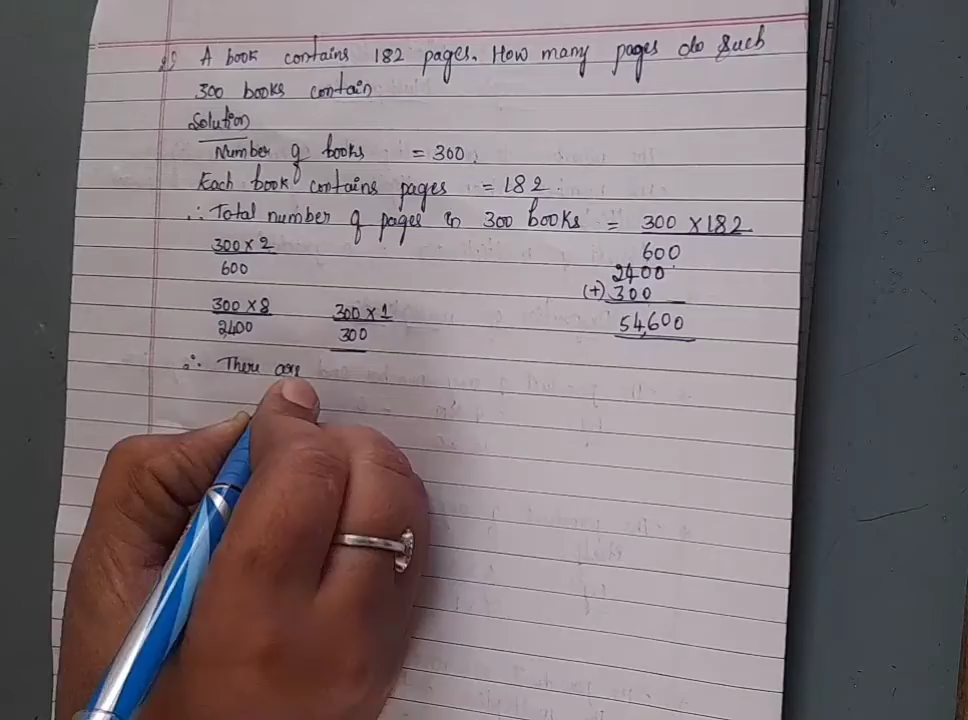 A book contains 182 pages. How many pages do such
300 books contain
Solution
Number of books = 300.
Each book contains pages = 182.
∴ Total number of pages in 300 books = 300 × 182
300 × 2
600
600
2400
(+) 300
54,600
300 × 8
2400
300 × 1
300
∴ There are